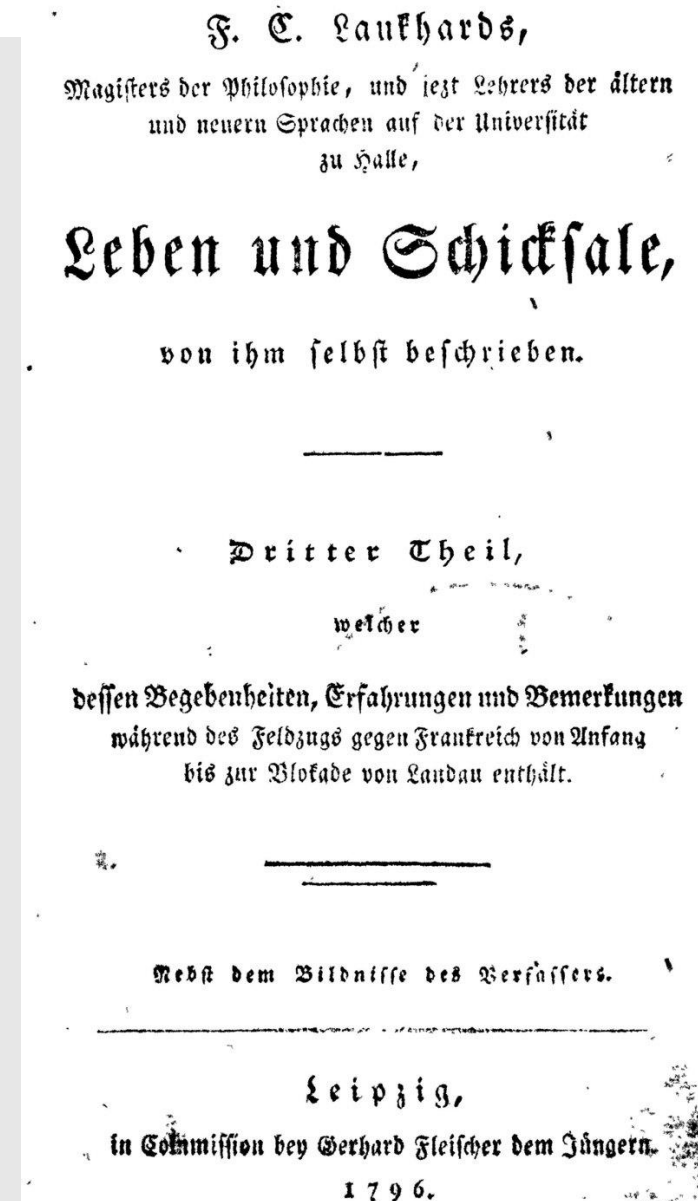 F. C. Laukhards,
Magisters der Philosophie, und jezt Lehrers der ältern
und neuern Sprachen auf der Universität
zu Halle,
Leben und Schicksale,
von ihm selbst beschrieben.
Dritter Theil,
welcher
dessen Begebenheiten, Erfahrungen und Bemerkungen
während des Feldzugs gegen Frankreich von Anfang
bis zur Blokade von Landau enthält.
Nebst dem Bildnisse des Verfassers.
Leipzig,
in Commission bey Gerhard Fleischer dem Jüngern.
1796.